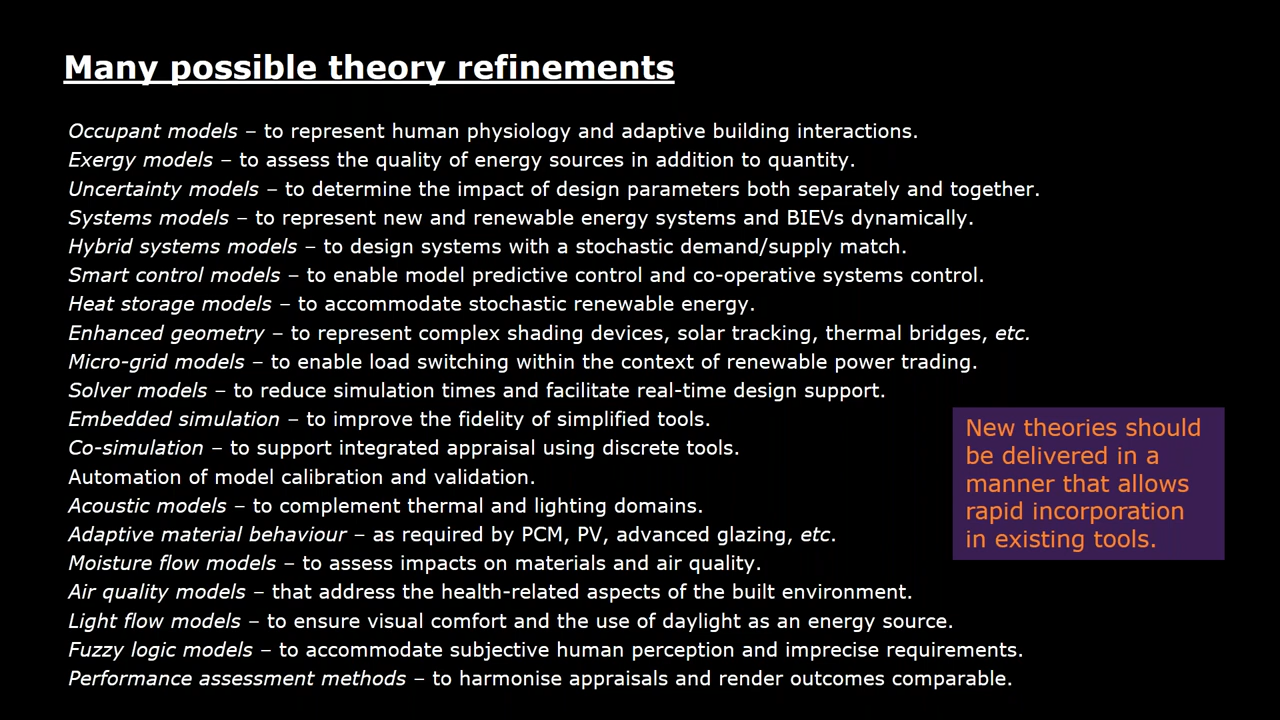 Many possible theory refinements
Occupant models – to represent human physiology and adaptive building interactions.
Exergy models – to assess the quality of energy sources in addition to quantity.
Uncertainty models – to determine the impact of design parameters both separately and together.
Systems models – to represent new and renewable energy systems and BIEVs dynamically.
Hybrid systems models – to design systems with a stochastic demand/supply match.
Smart control models – to enable model predictive control and co-operative systems control.
Heat storage models – to accommodate stochastic renewable energy.
Enhanced geometry – to represent complex shading devices, solar tracking, thermal bridges, etc.
Micro-grid models – to enable load switching within the context of renewable power trading.
Solver models – to reduce simulation times and facilitate real-time design support.
Embedded simulation – to improve the fidelity of simplified tools.
Co-simulation – to support integrated appraisal using discrete tools.
Automation of model calibration and validation.
Acoustic models – to complement thermal and lighting domains.
Adaptive material behaviour – as required by PCM, PV, advanced glazing, etc.
Moisture flow models – to assess impacts on materials and air quality.
Air quality models – that address the health-related aspects of the built environment.
Light flow models – to ensure visual comfort and the use of daylight as an energy source.
Fuzzy logic models – to accommodate subjective human perception and imprecise requirements.
Performance assessment methods – to harmonise appraisals and render outcomes comparable.
New theories should
be delivered in a
manner that allows
rapid incorporation
in existing tools.